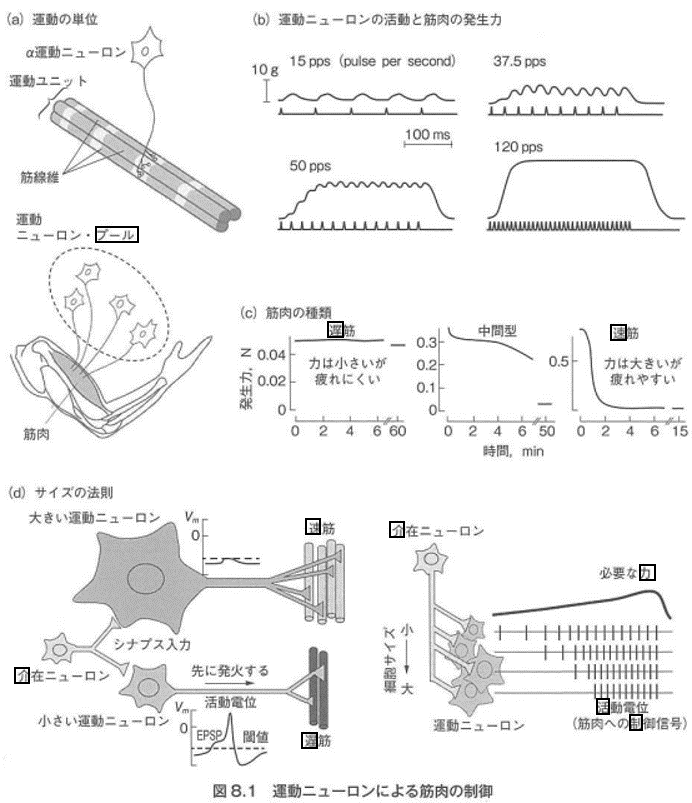 (a) 運動の単位
α運動ニューロン
運動ユニット
筋線維
運動
ニューロン・プール
筋肉
(b) 運動ニューロンの活動と筋肉の発生力
10 g
15 pps (pulse per second)
37.5 pps
100 ms
50 pps
120 pps
(c) 筋肉の種類
発生力, N
遅筋
0.04
0.02
0
力は小さいが
疲れにくい
0 2 4 6 60
中間型
0.3
0.2
0.1
0
0 2 4 6 50
速筋
0.5
力は大きいが
疲れやすい
0 2 4 6 15
時間, min
(d) サイズの法則
大きい運動ニューロン
Vm
0
速筋
シナプス入力
介在ニューロン
先に発火する
小さい運動ニューロン
活動電位
Vm
0
EPSP
閾値
遅筋
介在ニューロン
必要な力
細胞サイズ
小
大
運動ニューロン
活動電位
(筋肉への制御信号)
図 8.1 運動ニューロンによる筋肉の制御